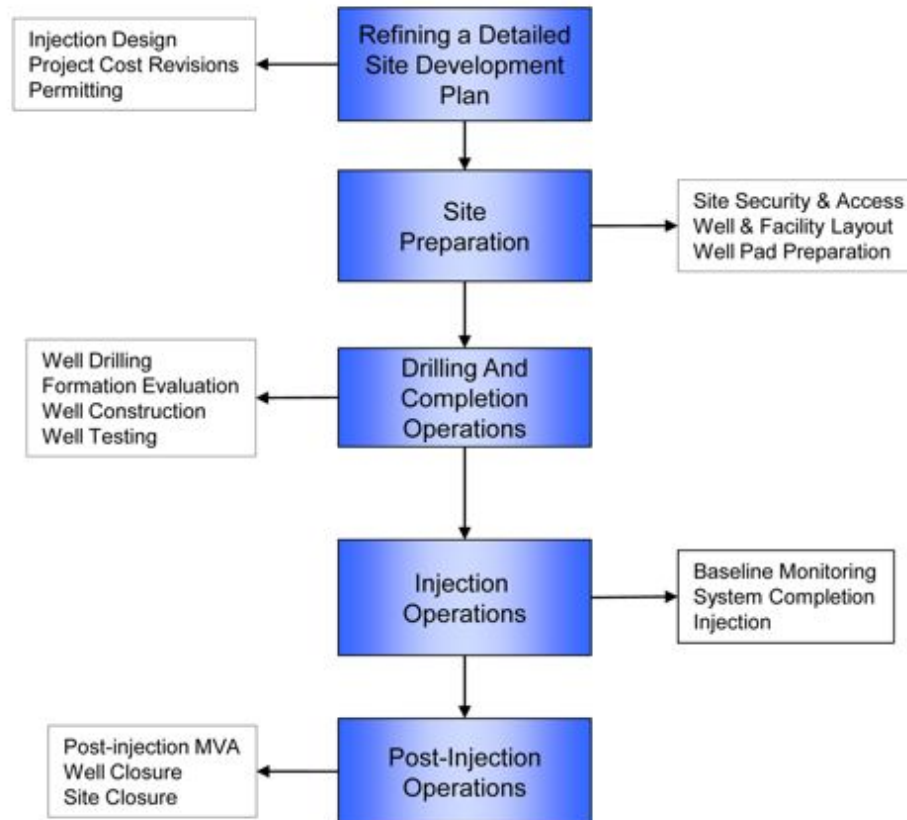 Refining a Detailed
Site Development
Plan
Injection Design
Project Cost Revisions
Permitting
Site
Preparation
Site Security & Access
Well & Facility Layout
Well Pad Preparation
Drilling And
Completion
Operations
Well Drilling
Formation Evaluation
Well Construction
Well Testing
Injection
Operations
Baseline Monitoring
System Completion
Injection
Post-Injection
Operations
Post-injection MVA
Well Closure
Site Closure